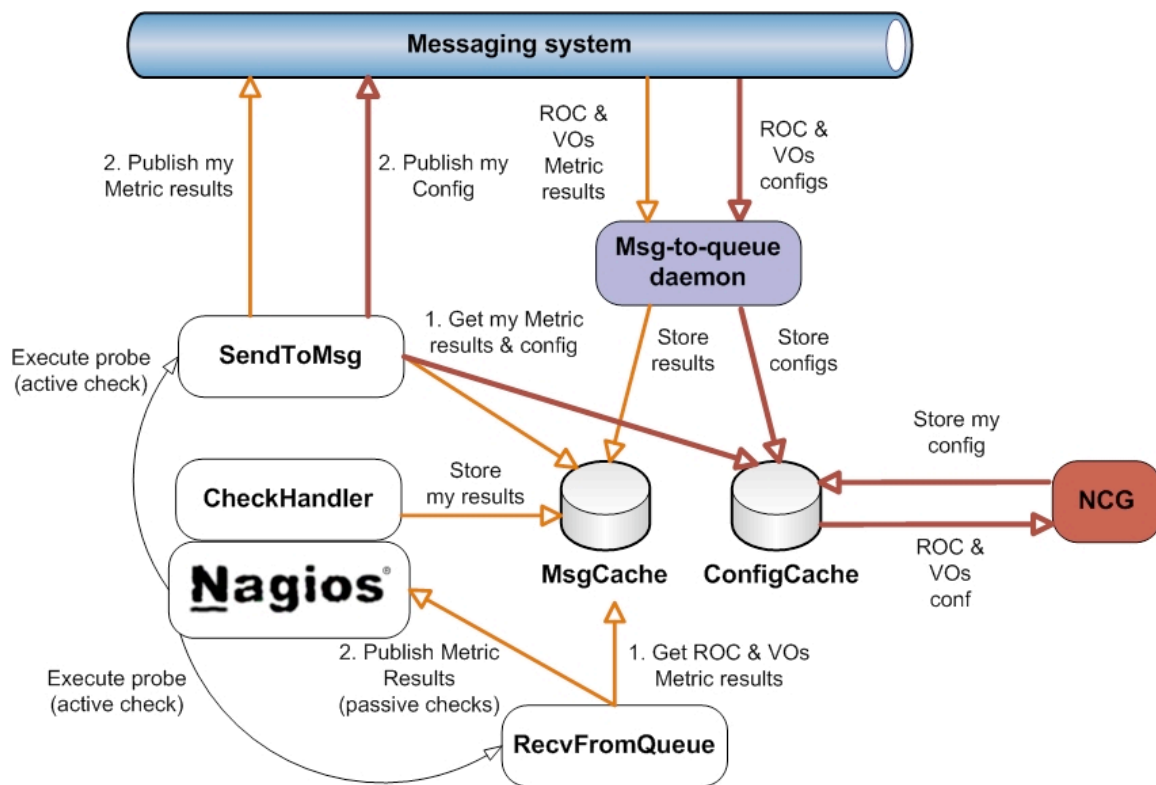 Messaging system
2. Publish my
Metric results
2. Publish my
Config
ROC &
VOs
Metric
results
ROC &
VOs
configs
Msg-to-queue
daemon
Execute probe
(active check)
SendToMsg
1. Get my Metric
results & config
Store
results
Store
configs
Store my
config
CheckHandler
Store
my results
NCG
Nagios®
MsgCache
ConfigCache
ROC &
VOs
conf
Execute probe
(active check)
2. Publish Metric
Results
(passive checks)
1. Get ROC & VOs
Metric results
RecvFromQueue